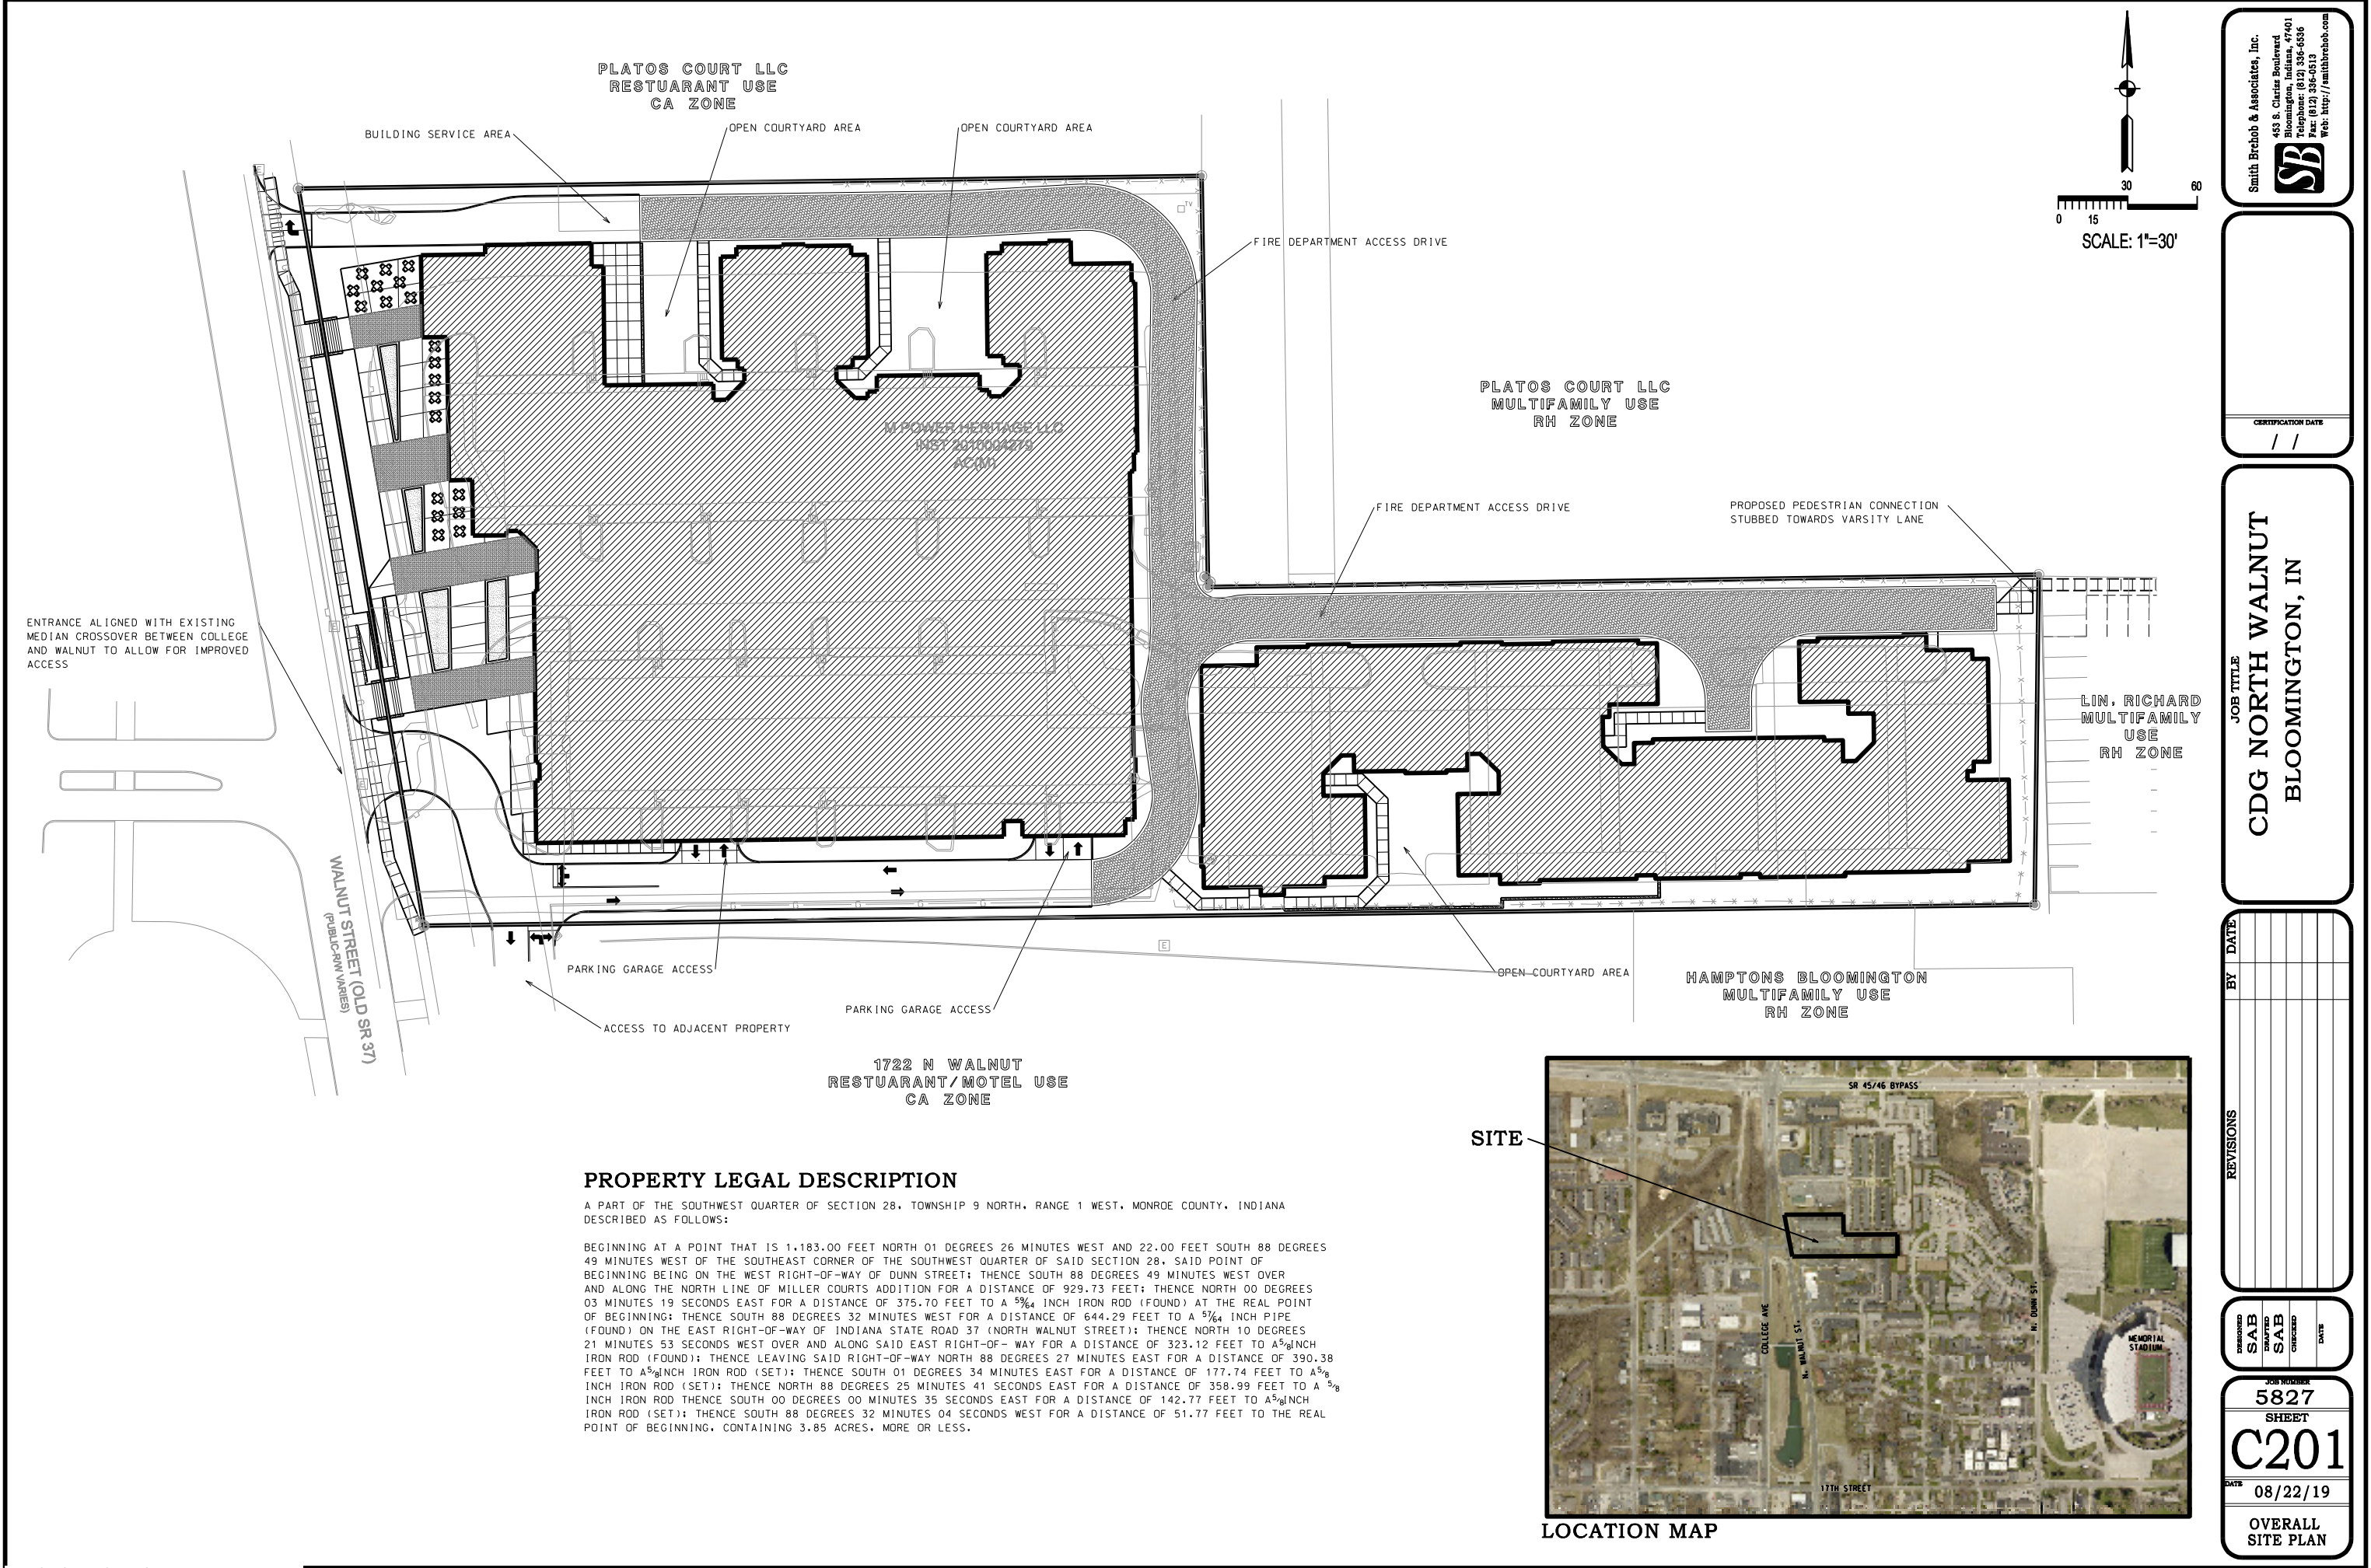 PLATOS COURT LLC
RESTUARANT USE
CA ZONE
BUILDING SERVICE AREA
OPEN COURTYARD AREA
OPEN COURTYARD AREA
FIRE DEPARTMENT ACCESS DRIVE
30
60
0
15
SCALE: 1"=30'
PLATOS COURT LLC
MULTIFAMILY USE
RH ZONE
M POWER HERITAGE LLC
INST 2010004279
AC(M)
TV
FIRE DEPARTMENT ACCESS DRIVE
PROPOSED PEDESTRIAN CONNECTION
STUBBED TOWARDS VARSITY LANE
ENTRANCE ALIGNED WITH EXISTING
MEDIAN CROSSOVER BETWEEN COLLEGE
AND WALNUT TO ALLOW FOR IMPROVED
ACCESS
LIN, RICHARD
MULTIFAMILY
USE
RH ZONE
WALNUT STREET (OLD SR 37)
(PUBLIC-R/W VARIES)
E
PARKING GARAGE ACCESS
PARKING GARAGE ACCESS
ACCESS TO ADJACENT PROPERTY
OPEN COURTYARD AREA
HAMPTONS BLOOMINGTON
MULTIFAMILY USE
RH ZONE
1722 N WALNUT
RESTUARANT/MOTEL USE
CA ZONE
PROPERTY LEGAL DESCRIPTION
A PART OF THE SOUTHWEST QUARTER OF SECTION 28, TOWNSHIP 9 NORTH, RANGE 1 WEST, MONROE COUNTY, INDIANA
DESCRIBED AS FOLLOWS:
BEGINNING AT A POINT THAT IS 1,183.00 FEET NORTH 01 DEGREES 26 MINUTES WEST AND 22.00 FEET SOUTH 88 DEGREES
49 MINUTES WEST OF THE SOUTHEAST CORNER OF THE SOUTHWEST QUARTER OF SAID SECTION 28, SAID POINT OF
BEGINNING BEING ON THE WEST RIGHT-OF-WAY OF DUNN STREET; THENCE SOUTH 88 DEGREES 49 MINUTES WEST OVER
AND ALONG THE NORTH LINE OF MILLER COURTS ADDITION FOR A DISTANCE OF 929.73 FEET; THENCE NORTH 00 DEGREES
03 MINUTES 19 SECONDS EAST FOR A DISTANCE OF 375.70 FEET TO A 59/64 INCH IRON ROD (FOUND) AT THE REAL POINT
OF BEGINNING; THENCE SOUTH 88 DEGREES 32 MINUTES WEST FOR A DISTANCE OF 644.29 FEET TO A 57/64 INCH PIPE
(FOUND) ON THE EAST RIGHT-OF-WAY OF INDIANA STATE ROAD 37 (NORTH WALNUT STREET); THENCE NORTH 10 DEGREES
21 MINUTES 53 SECONDS WEST OVER AND ALONG SAID EAST RIGHT-OF- WAY FOR A DISTANCE OF 323.12 FEET TO A5/8INCH
IRON ROD (FOUND); THENCE LEAVING SAID RIGHT-OF-WAY NORTH 88 DEGREES 27 MINUTES EAST FOR A DISTANCE OF 390.38
FEET TO A5/8INCH IRON ROD (SET); THENCE SOUTH 01 DEGREES 34 MINUTES EAST FOR A DISTANCE OF 177.74 FEET TO A5/8
INCH IRON ROD (SET); THENCE NORTH 88 DEGREES 25 MINUTES 41 SECONDS EAST FOR A DISTANCE OF 358.99 FEET TO A 5/8
INCH IRON ROD THENCE SOUTH 00 DEGREES 00 MINUTES 35 SECONDS EAST FOR A DISTANCE OF 142.77 FEET TO A5/8INCH
IRON ROD (SET); THENCE SOUTH 88 DEGREES 32 MINUTES 04 SECONDS WEST FOR A DISTANCE OF 51.77 FEET TO THE REAL
POINT OF BEGINNING, CONTAINING 3.85 ACRES, MORE OR LESS.
SITE
SR 45/46 BYPASS
COLLEGE AVE
N. WALNUT ST.
N. DUNN ST.
MEMORIAL
STADIUM
17TH STREET
LOCATION MAP
Smith Brehob & Associates, Inc.
453 S. Clarizz Boulevard
Bloomington, Indiana, 47401
Telephone: (812) 336-6536
Fax: (812) 336-0513
Web: http://smithbrehob.com
SB
CERTIFICATION DATE
/ /
JOB TITLE
CDG NORTH WALNUT
BLOOMINGTON, IN
REVISIONS
BY
DATE
DESIGNED
SAB
DRAFTED
SAB
CHECKED
DATE
JOB NUMBER
5827
SHEET
C201
DATE
08/22/19
OVERALL
SITE PLAN